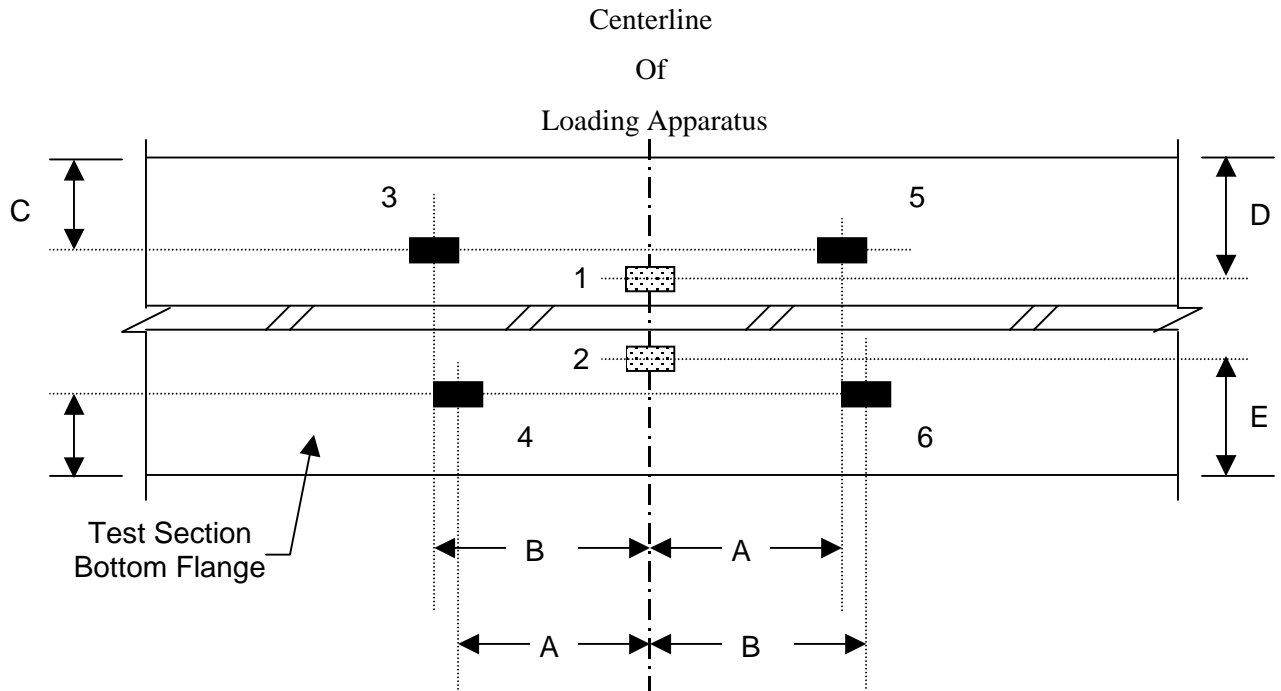 Centerline
Of
Loading Apparatus
3
5
C
D
1
2
E
4
6
Test Section
Bottom Flange
B
A
A
B